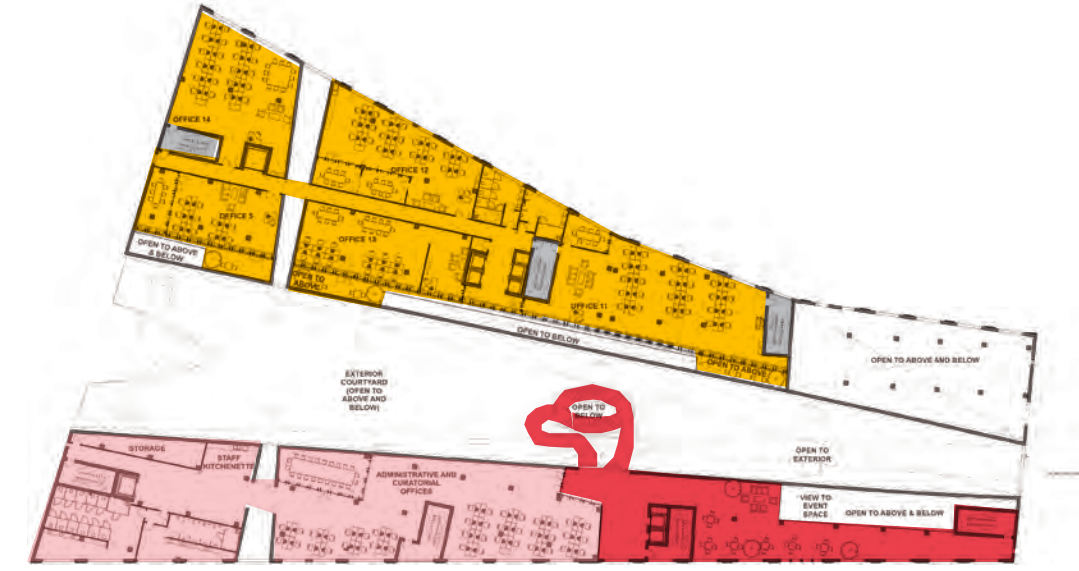 OFFICE 14
OFFICE 12
OFFICE 5
OPEN TO ABOVE
& BELOW
OFFICE 13
OPEN TO
ABOVE
OFFICE 11
OPEN TO BELOW
OPEN TO ABOVE
OPEN TO ABOVE AND BELOW
EXTERIOR
COURTYARD
(OPEN TO
ABOVE AND
BELOW)
OPEN TO
BELOW
STORAGE
STAFF
KITCHENETTE
ADMINISTRATIVE AND
CURATORIAL
OFFICES
OPEN TO
EXTERIOR
VIEW TO
EVENT
SPACE
OPEN TO ABOVE & BELOW